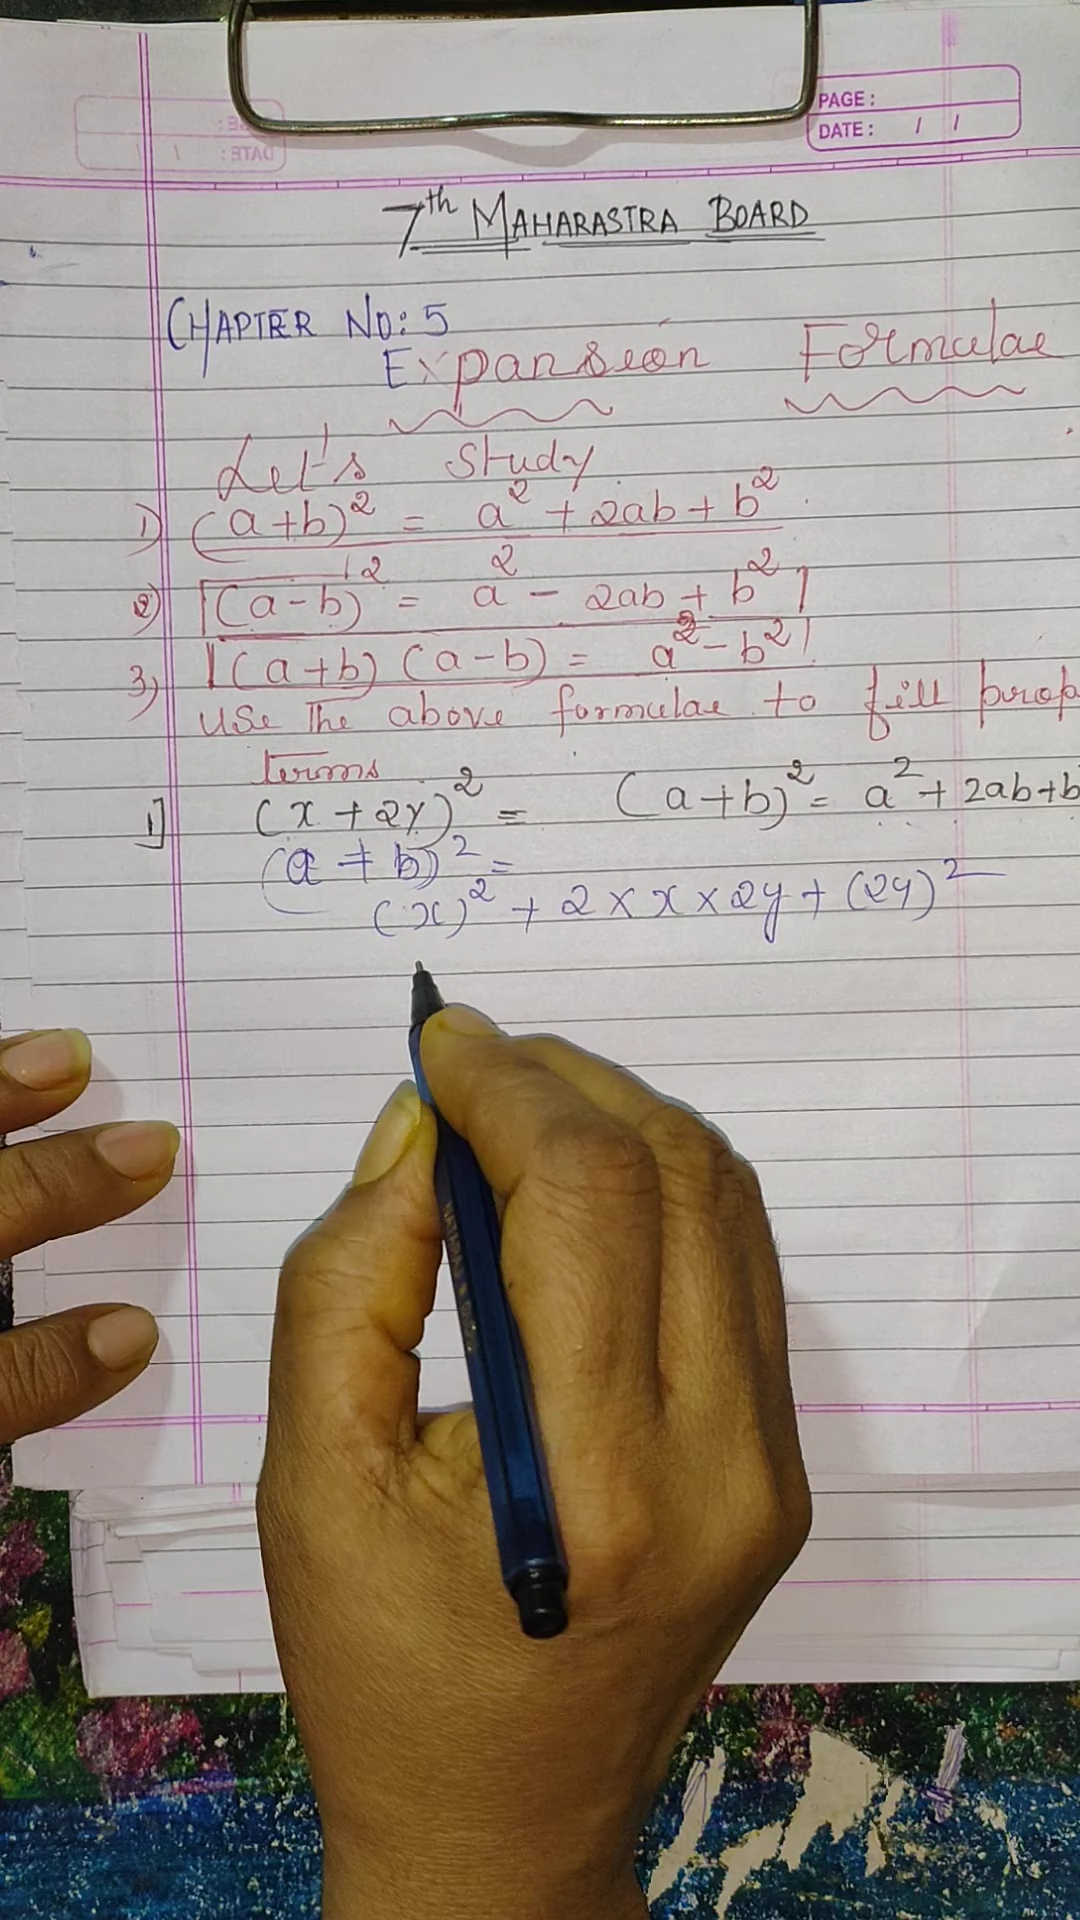 PAGE :
DATE : / /
7th MAHARASTRA BOARD
CHAPTER NO: 5
Expansion Formulae
Let's Study
1) (a+b)² = a² + 2ab + b²
2) (a-b)² = a² - 2ab + b²
3) (a+b) (a-b) = a² - b²
use The above formulae to fill prop
terms
1] (x + 2y)² = (a+b)² = a² + 2ab+b
(a + b)² =
(x)² + 2 × x × 2y + (2y)²